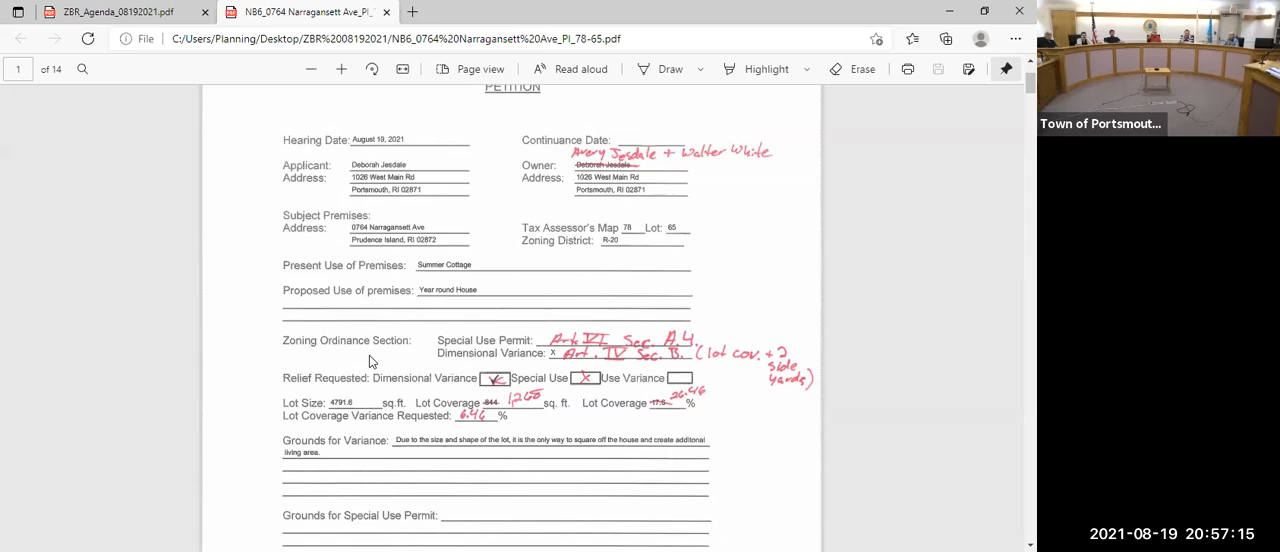 ZBR_Agenda_08192021.pdf
NB6_0764 Narragansett Ave_PI_
File C:/Users/Planning/Desktop/ZBR%2008192021/NB6_0764%20Narragansett%20Ave_PI_78-65.pdf
1 of 14 Page view Read aloud Draw Highlight Erase
PETITION
Hearing Date: August 19, 2021 Continuance Date:
Avery Jesdale + Walter White
Applicant: Deborah Jesdale Owner: Deborah Jesdale
Address: 1026 West Main Rd Address: 1026 West Main Rd
Portsmouth, RI 02871 Portsmouth, RI 02871
Subject Premises:
Address: 0764 Narragansett Ave Tax Assessor's Map 78 Lot: 65
Prudence Island, RI 02872 Zoning District: R-20
Present Use of Premises: Summer Cottage
Proposed Use of premises: Year round House
Zoning Ordinance Section: Special Use Permit: Art. VI Sec. A.4.
Dimensional Variance: x Art. IV Sec. B. (lot cov. + 2 side yards)
Relief Requested: Dimensional Variance X Special Use X Use Variance
Lot Size: 4791.6 sq.ft. Lot Coverage 844 1,268 sq. ft. Lot Coverage 17.6 26.46 %
Lot Coverage Variance Requested: 6.46 %
Grounds for Variance: Due to the size and shape of the lot, it is the only way to square off the house and create additonal
living area.
Grounds for Special Use Permit:
Town of Portsmout...
2021-08-19 20:57:15